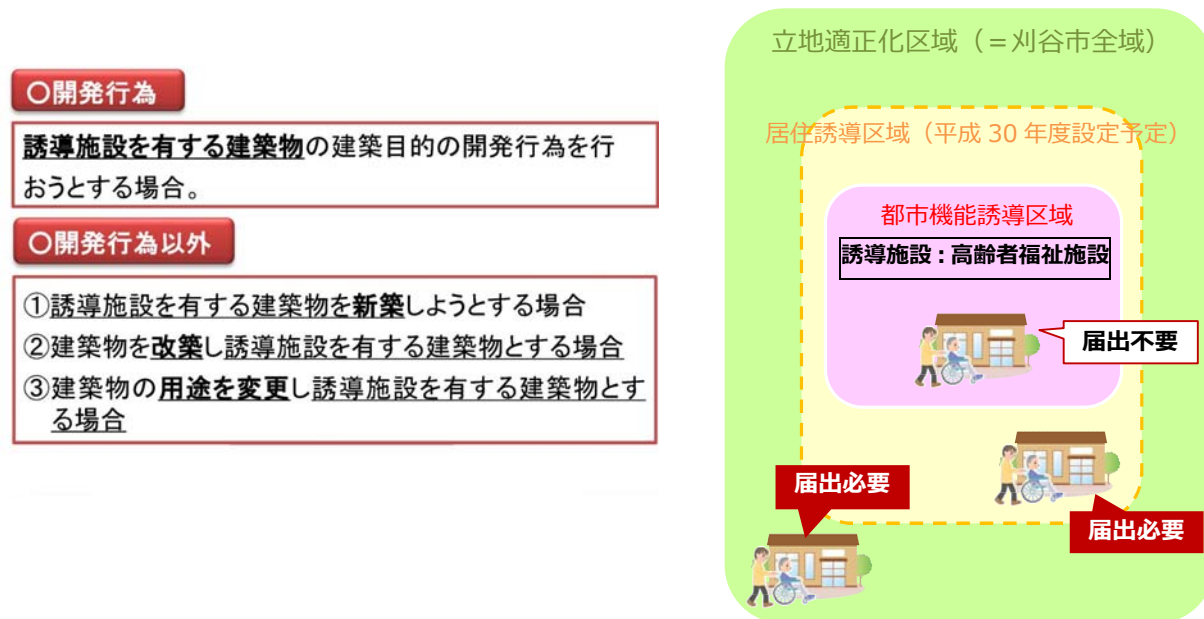 〇開発行為
誘導施設を有する建築物の建築目的の開発行為を行
おうとする場合。
〇開発行為以外
①誘導施設を有する建築物を新築しようとする場合
②建築物を改築し誘導施設を有する建築物とする場合
③建築物の用途を変更し誘導施設を有する建築物とす
る場合
立地適正化区域（＝刈谷市全域）
居住誘導区域（平成 30 年度設定予定）
都市機能誘導区域
誘導施設：高齢者福祉施設
届出不要
届出必要
届出必要